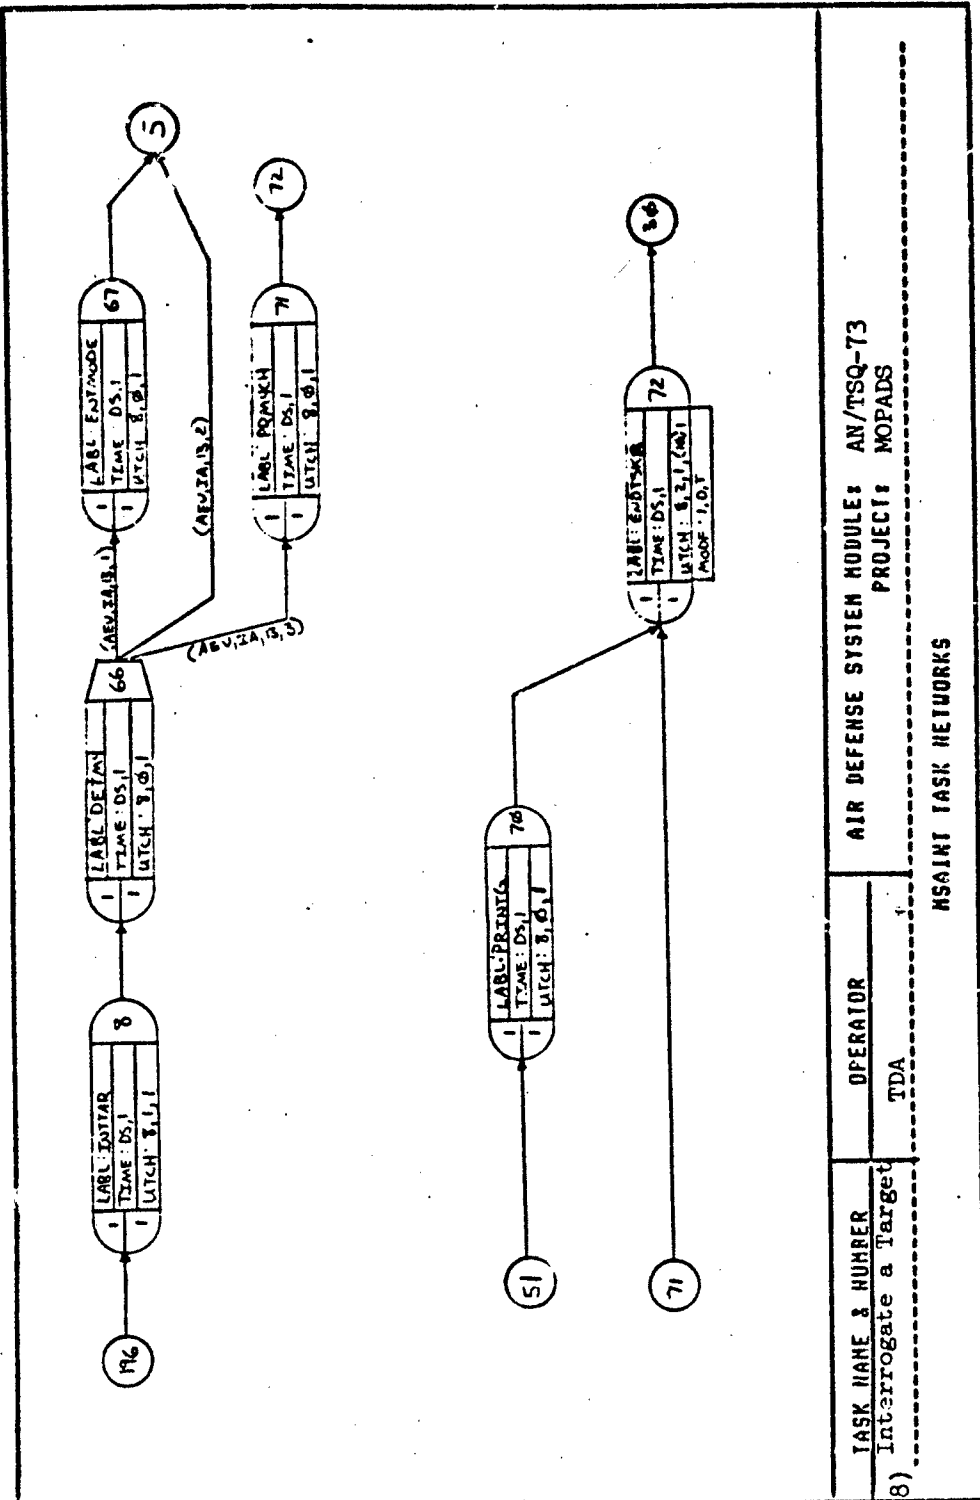 196
1
1
LABL: INTTAR
TIME: DS,1
UTCH: 8,1,1
8
1
1
LABL: DETMY
TIME: DS,1
UTCH: 8,Ø,1
66
(AEV,IA,13,1)
(AEV,IA,13,2)
(AEV,IA,13,3)
1
1
LABL: ENTMODE
TIME: DS,1
UTCH: 8,Ø,1
67
5
1
1
LABL: PQMYCH
TIME: DS,1
UTCH: 8,Ø,1
71
72
51
1
1
LABL: PRINTG
TIME: DS,1
UTCH: 8,Ø,1
7Ø
71
1
1
TIME: DS,1
MODF: 1,0,T
72
TASK NAME & NUMBER
8) Interrogate a Target
OPERATOR
TDA
AIR DEFENSE SYSTEM MODULE: AN/TSQ-73
PROJECT: MOPADS
MSAINT TASK NETWORKS